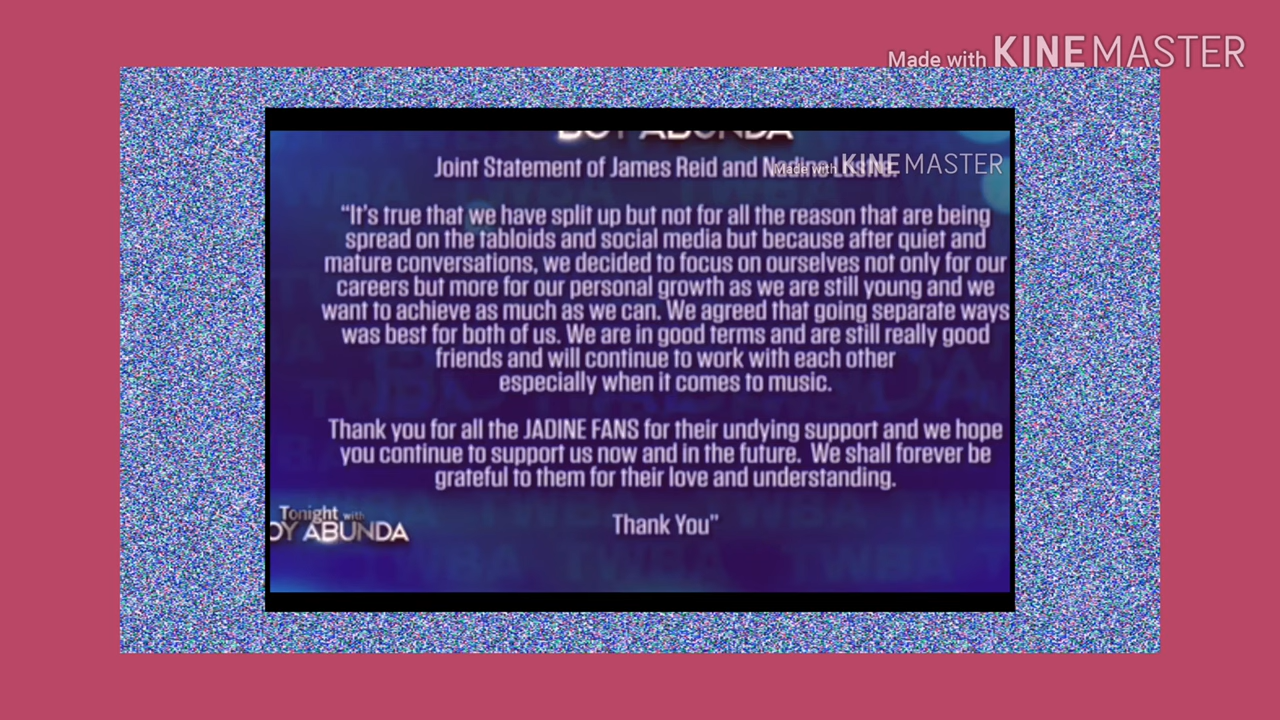 Made with KINEMASTER
BOY ABUNDA
Joint Statement of James Reid and
Made with KINEMASTER
“It's true that we have split up but not for all the reason that are being
spread on the tabloids and social media but because after quiet and
mature conversations, we decided to focus on ourselves not only for our
careers but more for our personal growth as we are still young and we
want to achieve as much as we can. We agreed that going separate ways
was best for both of us. We are in good terms and are still really good
friends and will continue to work with each other
especially when it comes to music.
Thank you for all the JADINE FANS for their undying support and we hope
you continue to support us now and in the future. We shall forever be
grateful to them for their love and understanding.
Thank You”
Tonight with
OY ABUNDA